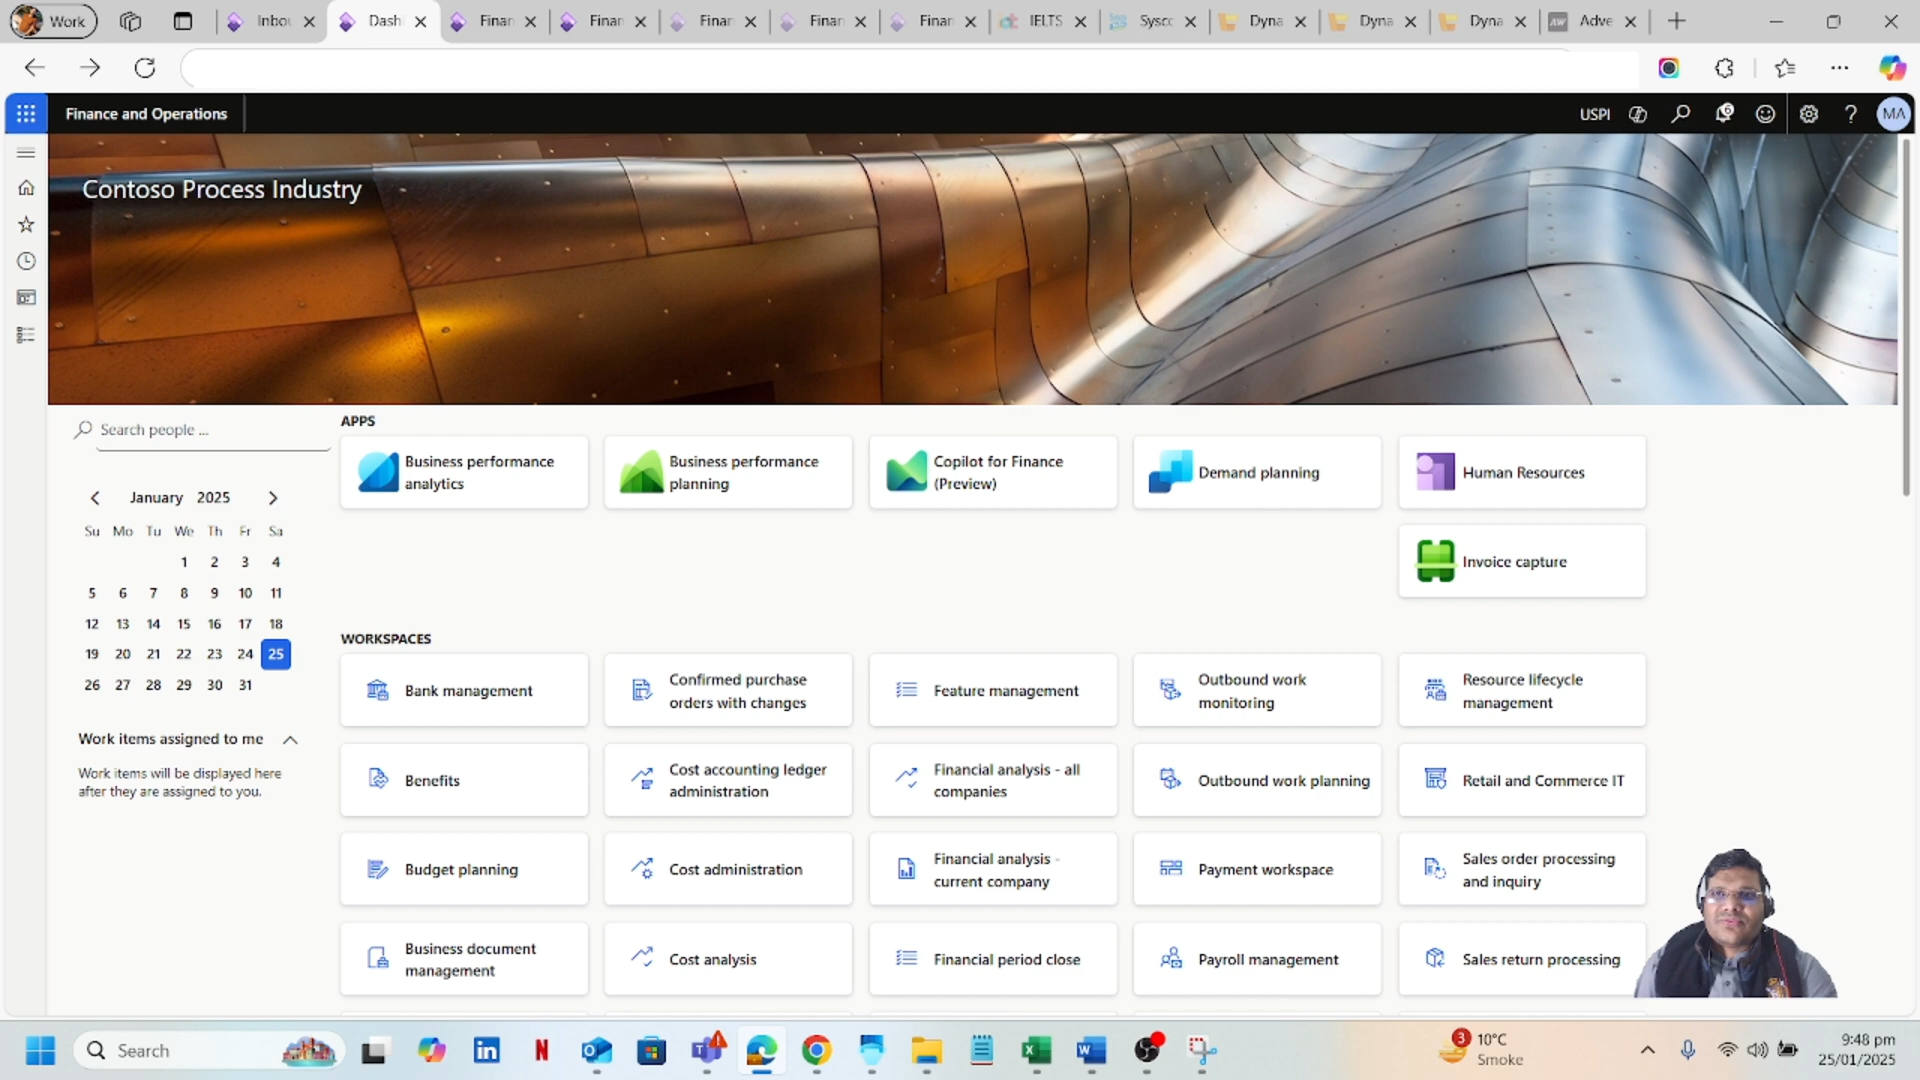 Work
Inbou
Dash
Finan
Finan
Finan
Finan
Finan
IELTS
Sysco
Dyna
Dyna
Dyna
AW
Adve
Finance and Operations
USPI
6
MA
Contoso Process Industry
Search people ...
January 2025
Su Mo Tu We Th Fr Sa
1 2 3 4
5 6 7 8 9 10 11
12 13 14 15 16 17 18
19 20 21 22 23 24 25
26 27 28 29 30 31
Work items assigned to me
Work items will be displayed here
after they are assigned to you.
APPS
Business performance
analytics
Business performance
planning
Copilot for Finance
(Preview)
Demand planning
Human Resources
Invoice capture
WORKSPACES
Bank management
Confirmed purchase
orders with changes
Feature management
Outbound work
monitoring
Resource lifecycle
management
Benefits
Cost accounting ledger
administration
Financial analysis - all
companies
Outbound work planning
Retail and Commerce IT
Budget planning
Cost administration
Financial analysis -
current company
Payment workspace
Sales order processing
and inquiry
Business document
management
Cost analysis
Financial period close
Payroll management
Sales return processing
Search
3
10°C
Smoke
9:48 pm
25/01/2025